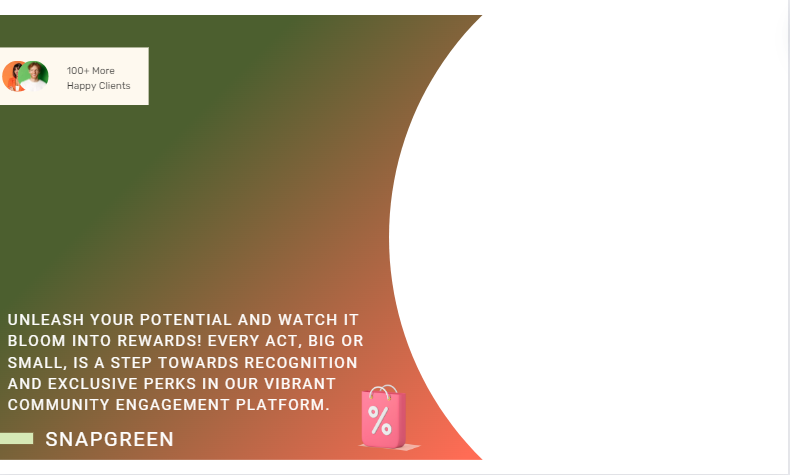 100+ More
Happy Clients
UNLEASH YOUR POTENTIAL AND WATCH IT
BLOOM INTO REWARDS! EVERY ACT, BIG OR
SMALL, IS A STEP TOWARDS RECOGNITION
AND EXCLUSIVE PERKS IN OUR VIBRANT
COMMUNITY ENGAGEMENT PLATFORM.
%
SNAPGREEN